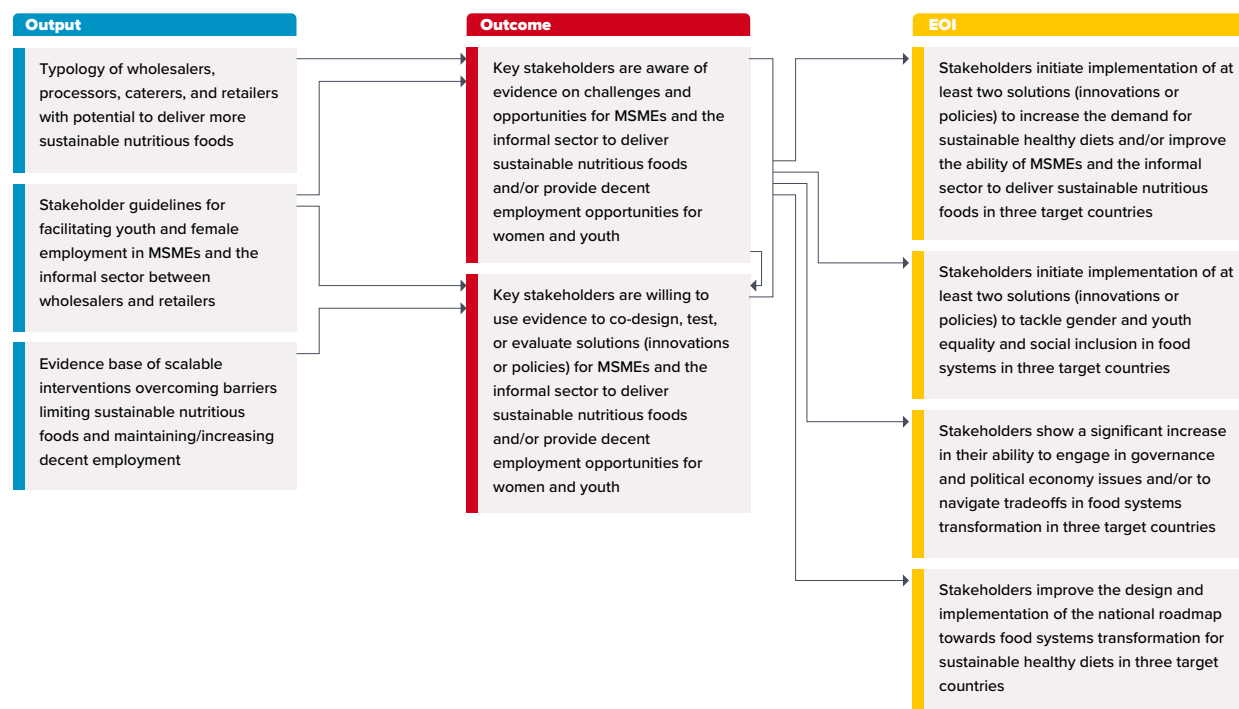 Output
Typology of wholesalers,
processors, caterers, and retailers
with potential to deliver more
sustainable nutritious foods
Stakeholder guidelines for
facilitating youth and female
employment in MSMEs and the
informal sector between
wholesalers and retailers
Evidence base of scalable
interventions overcoming barriers
limiting sustainable nutritious
foods and maintaining/increasing
decent employment
Outcome
Key stakeholders are aware of
evidence on challenges and
opportunities for MSMEs and the
informal sector to deliver
sustainable nutritious foods
and/or provide decent
employment opportunities for
women and youth
Key stakeholders are willing to
use evidence to co-design, test,
or evaluate solutions (innovations
or policies) for MSMEs and the
informal sector to deliver
sustainable nutritious foods
and/or provide decent
employment opportunities for
women and youth
EOI
Stakeholders initiate implementation of at
least two solutions (innovations or
policies) to increase the demand for
sustainable healthy diets and/or improve
the ability of MSMEs and the informal
sector to deliver sustainable nutritious
foods in three target countries
Stakeholders initiate implementation of at
least two solutions (innovations or
policies) to tackle gender and youth
equality and social inclusion in food
systems in three target countries
Stakeholders show a significant increase
in their ability to engage in governance
and political economy issues and/or to
navigate tradeoffs in food systems
transformation in three target countries
Stakeholders improve the design and
implementation of the national roadmap
towards food systems transformation for
sustainable healthy diets in three target
countries